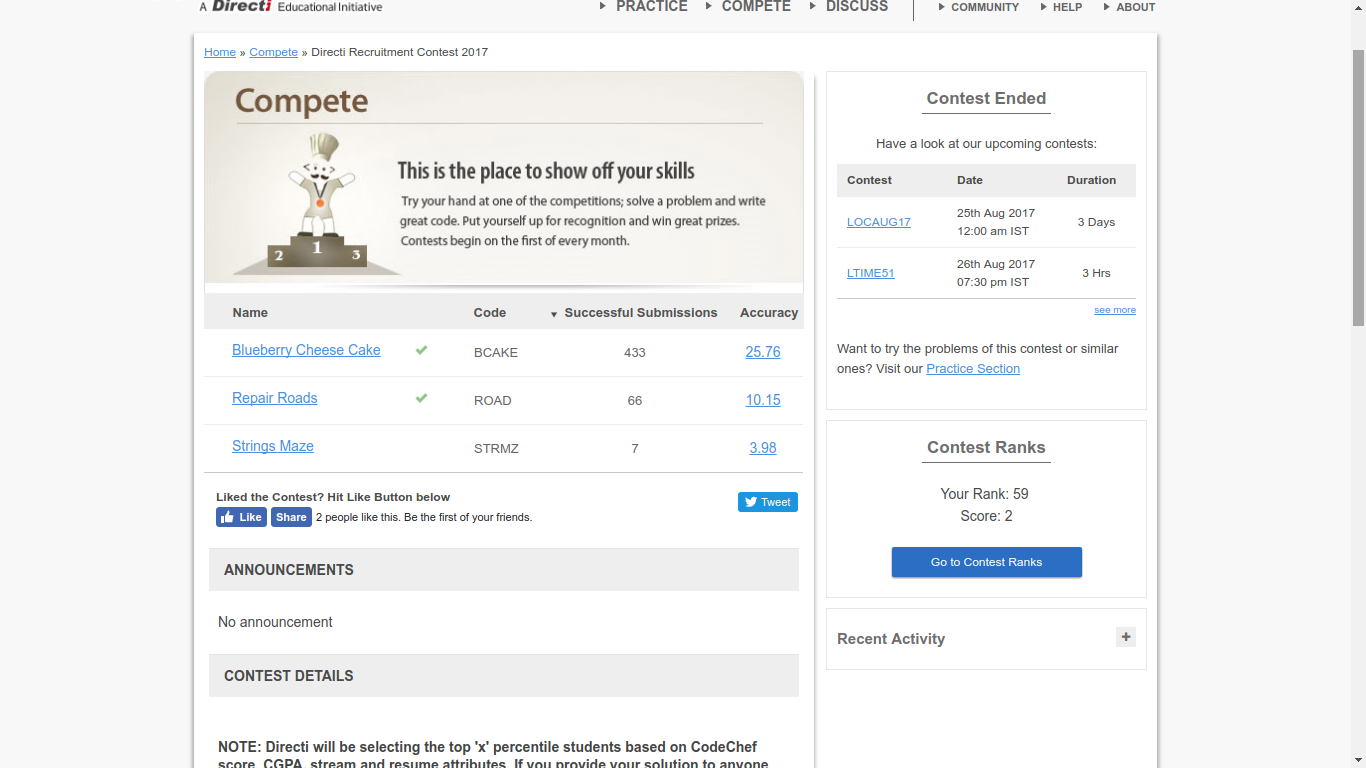 A Directi Educational Initiative
PRACTICE COMPETE DISCUSS COMMUNITY HELP ABOUT
Home » Compete » Directi Recruitment Contest 2017
Compete
This is the place to show off your skills
Try your hand at one of the competitions; solve a problem and write
great code. Put yourself up for recognition and win great prizes.
Contests begin on the first of every month.
2 1 3
Name Code Successful Submissions Accuracy
Blueberry Cheese Cake BCAKE 433 25.76
Repair Roads ROAD 66 10.15
Strings Maze STRMZ 7 3.98
Liked the Contest? Hit Like Button below
Like Share 2 people like this. Be the first of your friends.
Tweet
ANNOUNCEMENTS
No announcement
CONTEST DETAILS
NOTE: Directi will be selecting the top 'x' percentile students based on CodeChef
score, CGPA, stream and resume attributes. If you provide your solution to anyone
Contest Ended
Have a look at our upcoming contests:
Contest Date Duration
LOCAUG17 25th Aug 2017 3 Days
12:00 am IST
LTIME51 26th Aug 2017 3 Hrs
07:30 pm IST
see more
Want to try the problems of this contest or similar
ones? Visit our Practice Section
Contest Ranks
Your Rank: 59
Score: 2
Go to Contest Ranks
Recent Activity +